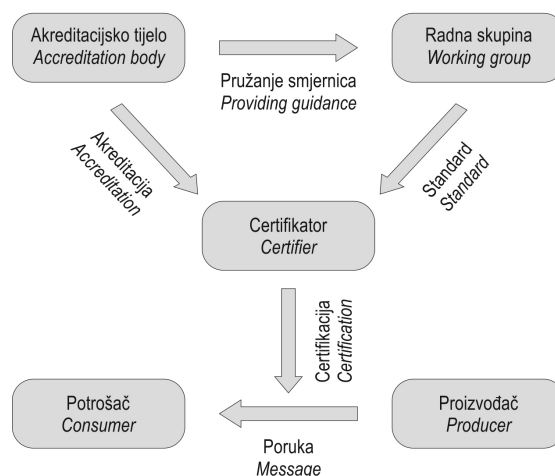 Akreditacijsko tijelo
Accreditation body
Radna skupina
Working group
Pružanje smjernica
Providing guidance
Akreditacija
Accreditation
Standard
Standard
Certifikator
Certifier
Certifikacija
Certification
Potrošač
Consumer
Proizvođač
Producer
Poruka
Message